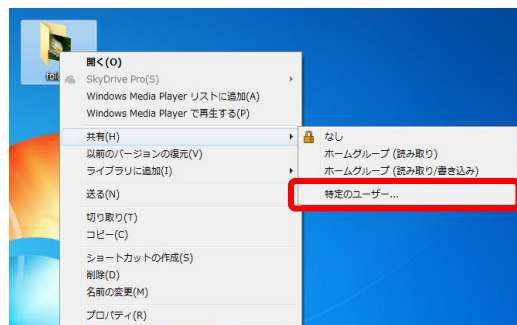 fol
開く(O)
SkyDrive Pro(S)
Windows Media Player リストに追加(A)
Windows Media Player で再生する(P)
共有(H)
以前のバージョンの復元(V)
ライブラリに追加(I)
送る(N)
切り取り(T)
コピー(C)
ショートカットの作成(S)
削除(D)
名前の変更(M)
プロパティ(R)
なし
ホームグループ (読み取り)
ホームグループ (読み取り/書き込み)
特定のユーザー...